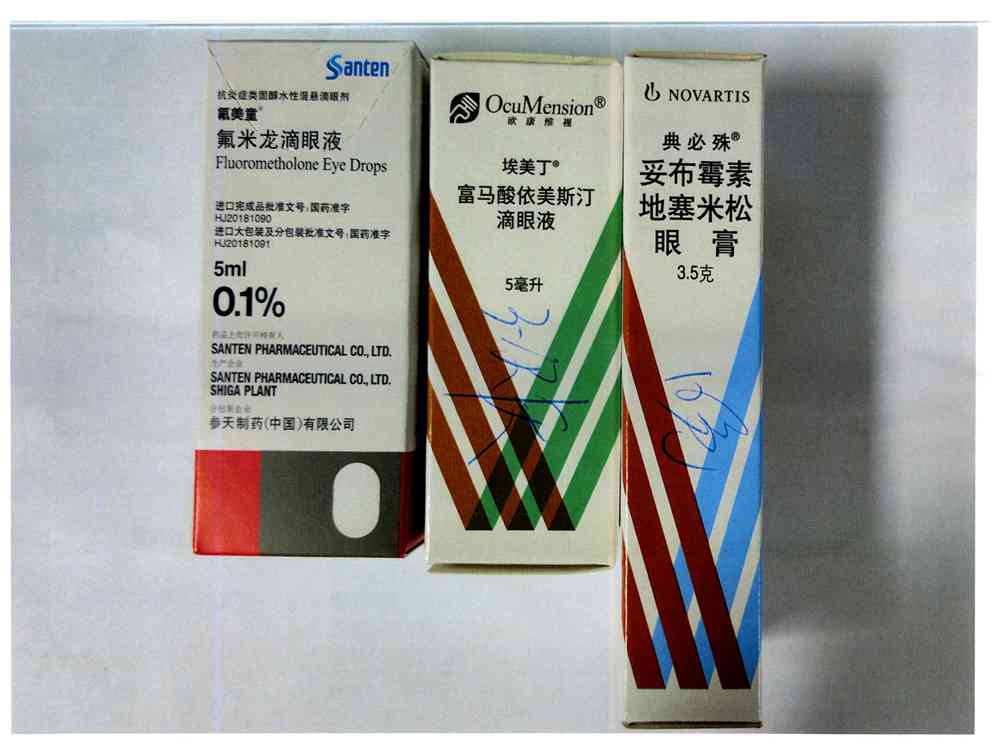 Santen
抗炎症类固醇水性混悬滴眼剂
氟美童®
氟米龙滴眼液
Fluorometholone Eye Drops
进口完成品批准文号:国药准字
HJ20181090
进口大包装及分包装批准文号:国药准字
HJ20181091
5ml
0.1%
药品上市许可持有人
SANTEN PHARMACEUTICAL CO., LTD.
生产企业
SANTEN PHARMACEUTICAL CO., LTD.
SHIGA PLANT
分包装企业
参天制药(中国)有限公司
OcuMension®
欧康维视
埃美丁®
富马酸依美斯汀
滴眼液
5毫升
NOVARTIS
典必殊®
妥布霉素
地塞米松
眼膏
3.5克